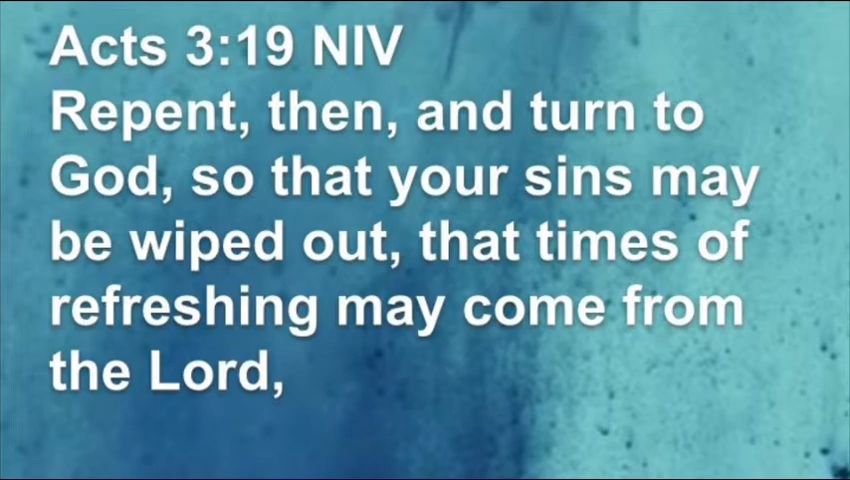 Acts 3:19 NIV
Repent, then, and turn to
God, so that your sins may
be wiped out, that times of
refreshing may come from
the Lord,